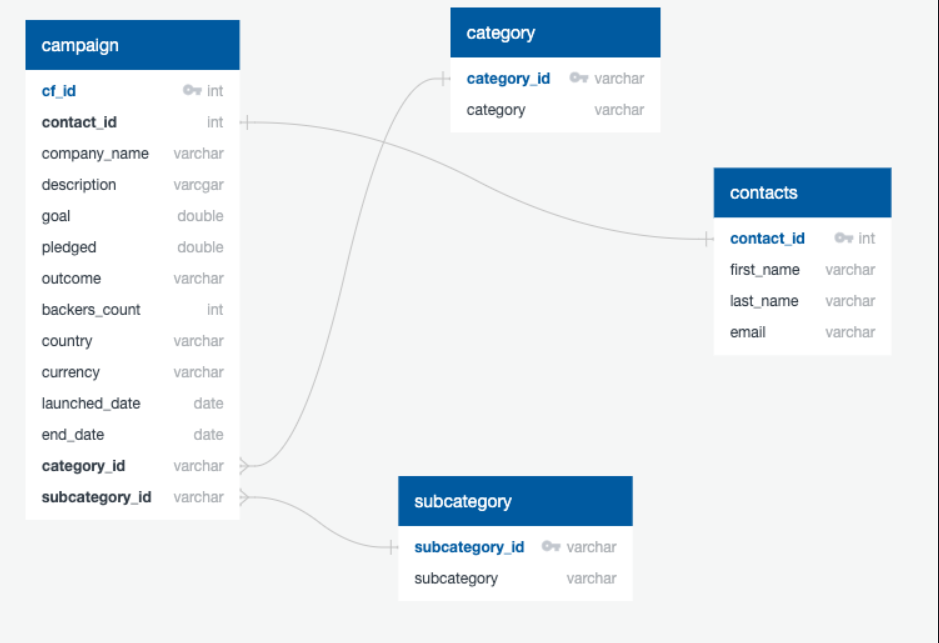 campaign
cf_id int
contact_id int
company_name varchar
description varcgar
goal double
pledged double
outcome varchar
backers_count int
country varchar
currency varchar
launched_date date
end_date date
category_id varchar
subcategory_id varchar
category
category_id varchar
category varchar
contacts
contact_id int
first_name varchar
last_name varchar
email varchar
subcategory
subcategory_id varchar
subcategory varchar